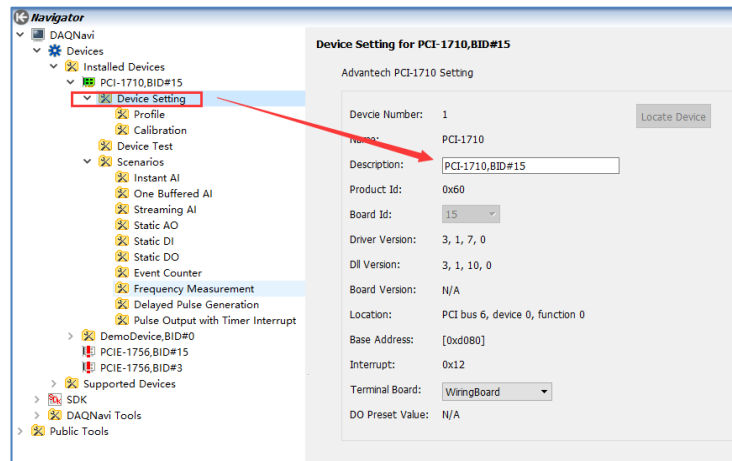 Navigator
DAQNavi
Devices
Installed Devices
PCI-1710,BID#15
Device Setting
Profile
Calibration
Device Test
Scenarios
Instant AI
One Buffered AI
Streaming AI
Static AO
Static DI
Static DO
Event Counter
Frequency Measurement
Delayed Pulse Generation
Pulse Output with Timer Interrupt
DemoDevice,BID#0
PCIE-1756,BID#15
PCIE-1756,BID#3
Supported Devices
SDK
DAQNavi Tools
Public Tools
Device Setting for PCI-1710,BID#15
Advantech PCI-1710 Setting
Devcie Number: 1
Locate Device
Name: PCI-1710
Description: PCI-1710,BID#15
Product Id: 0x60
Board Id: 15
Driver Version: 3, 1, 7, 0
Dll Version: 3, 1, 10, 0
Board Version: N/A
Location: PCI bus 6, device 0, function 0
Base Address: [0xd080]
Interrupt: 0x12
Terminal Board: WiringBoard
DO Preset Value: N/A